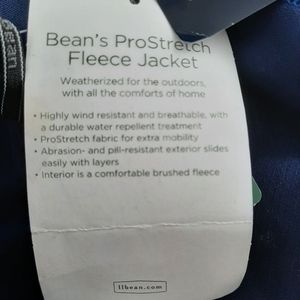 Bean
Bean's ProStretch
Fleece Jacket
Weatherized for the outdoors,
with all the comforts of home
• Highly wind resistant and breathable, with
a durable water repellent treatment
• ProStretch fabric for extra mobility
• Abrasion- and pill-resistant exterior slides
easily with layers
• Interior is a comfortable brushed fleece
llbean.com